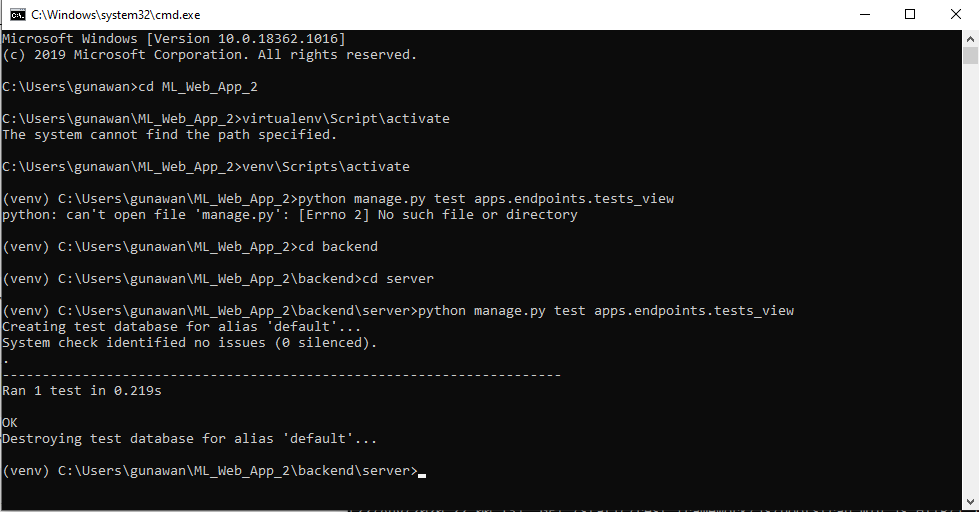 C:\Windows\system32\cmd.exe
Microsoft Windows [Version 10.0.18362.1016]
(c) 2019 Microsoft Corporation. All rights reserved.
C:\Users\gunawan>cd ML_Web_App_2
C:\Users\gunawan\ML_Web_App_2>virtualenv\Script\activate
The system cannot find the path specified.
C:\Users\gunawan\ML_Web_App_2>venv\Scripts\activate
(venv) C:\Users\gunawan\ML_Web_App_2>python manage.py test apps.endpoints.tests_view
python: can't open file 'manage.py': [Errno 2] No such file or directory
(venv) C:\Users\gunawan\ML_Web_App_2>cd backend
(venv) C:\Users\gunawan\ML_Web_App_2\backend>cd server
(venv) C:\Users\gunawan\ML_Web_App_2\backend\server>python manage.py test apps.endpoints.tests_view
Creating test database for alias 'default'...
System check identified no issues (0 silenced).
.
----------------------------------------------------------------------
Ran 1 test in 0.219s
OK
Destroying test database for alias 'default'...
(venv) C:\Users\gunawan\ML_Web_App_2\backend\server>